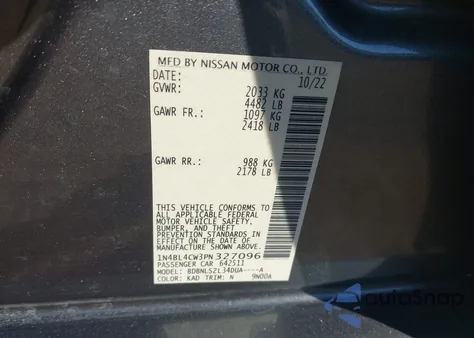 MFD BY NISSAN MOTOR CO., LTD.
DATE: 10/22
GVWR: 2033 KG
4482 LB
GAWR FR.: 1097 KG
2418 LB
GAWR RR.: 988 KG
2178 LB
THIS VEHICLE CONFORMS TO
ALL APPLICABLE FEDERAL
MOTOR VEHICLE SAFETY,
BUMPER, AND THEFT
PREVENTION STANDARDS
IN EFFECT ON THE DATE OF
MANUFACTURE SHOWN ABOVE.
1N4BL4CW3PN327096
PASSENGER CAR 642511
MODEL: BDBNLSZL34DUA----A
COLOR: KAD TRIM: N 9N00A
autoSnap